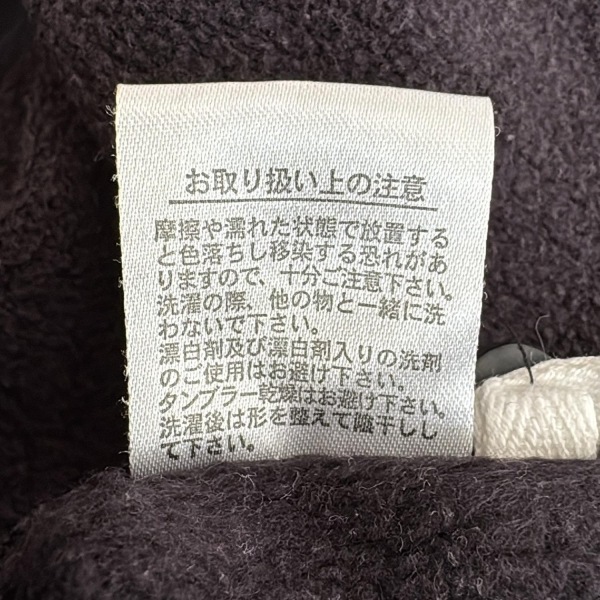 お取り扱い上の注意
摩擦や濡れた状態で放置する
と色落ちし移染する恐れがあ
りますので、十分ご注意下さい。
洗濯の際、他の物と一緒に洗
わないで下さい。
漂白剤及び漂白剤入りの洗剤
のご使用はお避け下さい。
タンブラー乾燥はお避け下さい。
洗濯後は形を整えて陰干しし
て下さい。